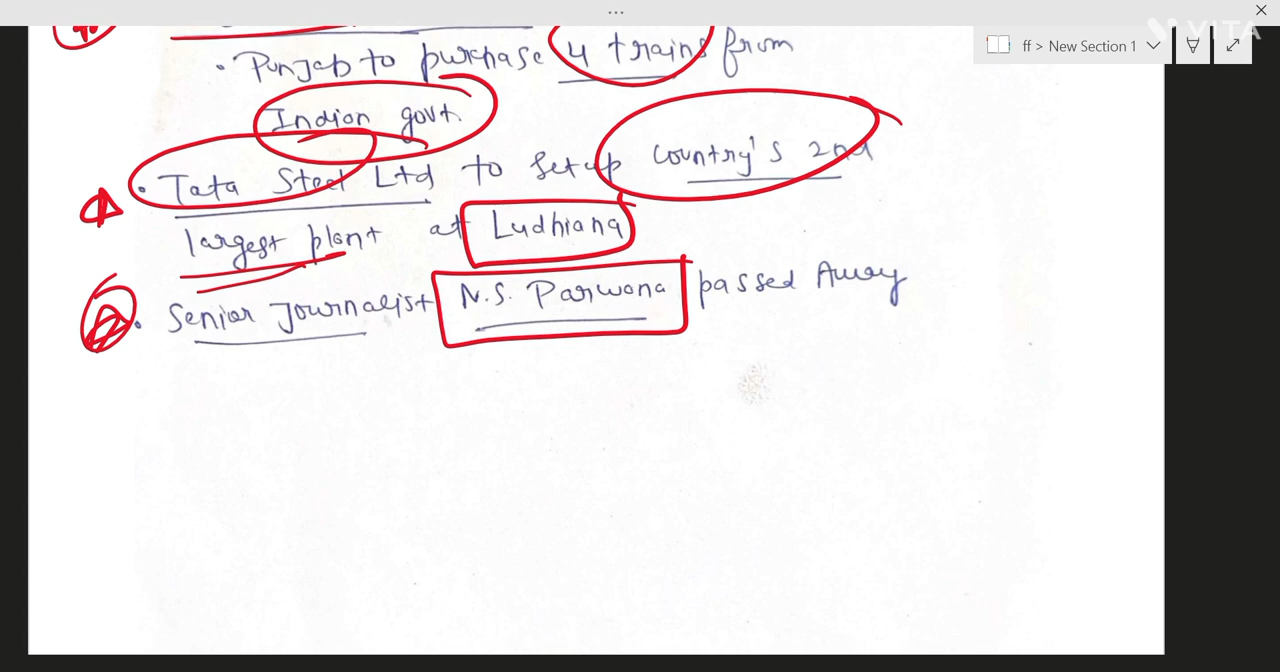 ...
VITA
ff > New Section 1
• Punjab to purchase 4 trains from
Indian govt.
• Tata Steel Ltd to setup country's 2nd
largest plant at Ludhiana
• Senior Journalist N.S. Parwana passed Away